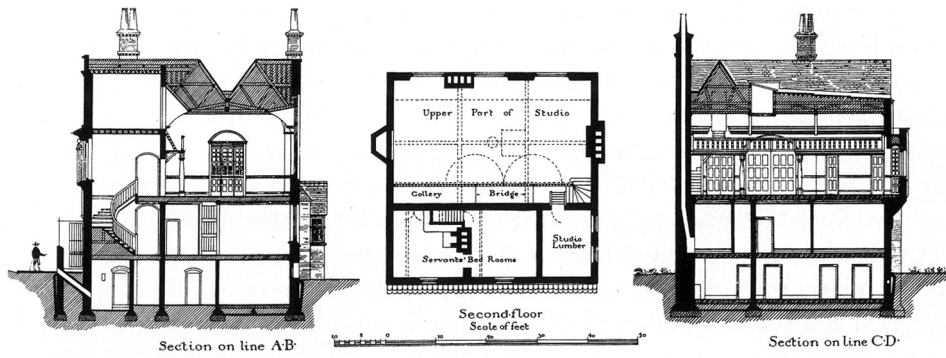 Upper Part of Studio
Gallery - Bridge -
Studio
Lumber
Servants' Bed Rooms
Second-floor
Scale of feet
10 5 0 10 20 30 40 50
Section on line A·B·
Section on line C·D·